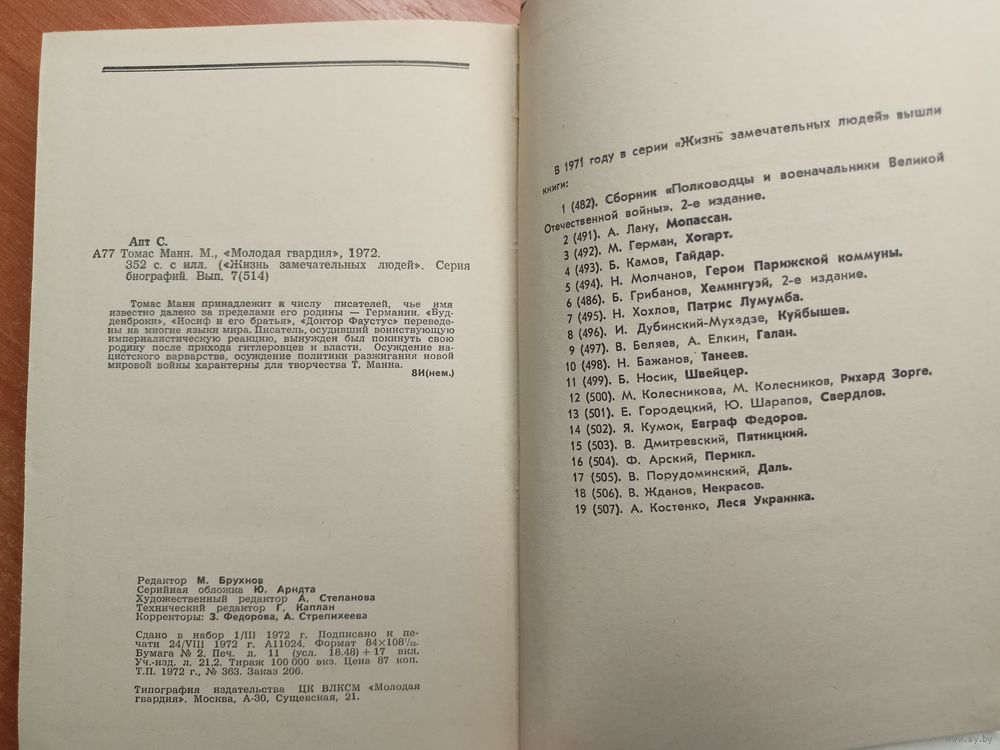 Апт С.
А77 Томас Манн. М., «Молодая гвардия», 1972.
352 с. с илл. («Жизнь замечательных людей». Серия
биографий. Вып. 7(514)
Томас Манн принадлежит к числу писателей, чье имя
известно далеко за пределами его родины — Германии. «Буд-
денброки», «Иосиф и его братья», «Доктор Фаустус» переведе-
ны на многие языки мира. Писатель, осудивший воинствующую
империалистическую реакцию, вынужден был покинуть свою
родину после прихода гитлеровцев к власти. Осуждение на-
цистского варварства, осуждение политики разжигания новой
мировой войны характерны для творчества Т. Манна.
8И(нем.)
Редактор М. Брухнов
Серийная обложка Ю. Арндта
Художественный редактор А. Степанова
Технический редактор Г. Каплан
Корректоры: З. Федорова, А. Стрепихеева
Сдано в набор 1/III 1972 г. Подписано к пе-
чати 24/VIII 1972 г. А11024. Формат 84×108¹/₃₂.
Бумага № 2. Печ. л. 11 (усл. 18,48) + 17 вкл.
Уч.-изд. л. 21,2. Тираж 100 000 экз. Цена 87 коп.
Т.П. 1972 г., № 363. Заказ 206.
Типография издательства ЦК ВЛКСМ «Молодая
гвардия». Москва, А-30, Сущевская, 21.
В 1971 году в серии «Жизнь замечательных людей» вышли
книги:
1 (482). Сборник «Полководцы и военачальники Великой
Отечественной войны». 2-е издание.
2 (491). А. Лану, Мопассан.
3 (492). М. Герман, Хогарт.
4 (493). Б. Камов, Гайдар.
5 (494). Н. Молчанов, Герои Парижской коммуны.
6 (486). Б. Грибанов, Хемингуэй, 2-е издание.
7 (495). Н. Хохлов, Патрис Лумумба.
8 (496). И. Дубинский-Мухадзе, Куйбышев.
9 (497). В. Беляев, А. Елкин, Галан.
10 (498). Н. Бажанов, Танеев.
11 (499). Б. Носик, Швейцер.
12 (500). М. Колесникова, М. Колесников, Рихард Зорге.
13 (501). Е. Городецкий, Ю. Шарапов, Свердлов.
14 (502). Я. Кумок, Евграф Федоров.
15 (503). В. Дмитревский, Пятницкий.
16 (504). Ф. Арский, Перикл.
17 (505). В. Порудоминский, Даль.
18 (506). В. Жданов, Некрасов.
19 (507). А. Костенко, Леся Украинка.
www.ay.by